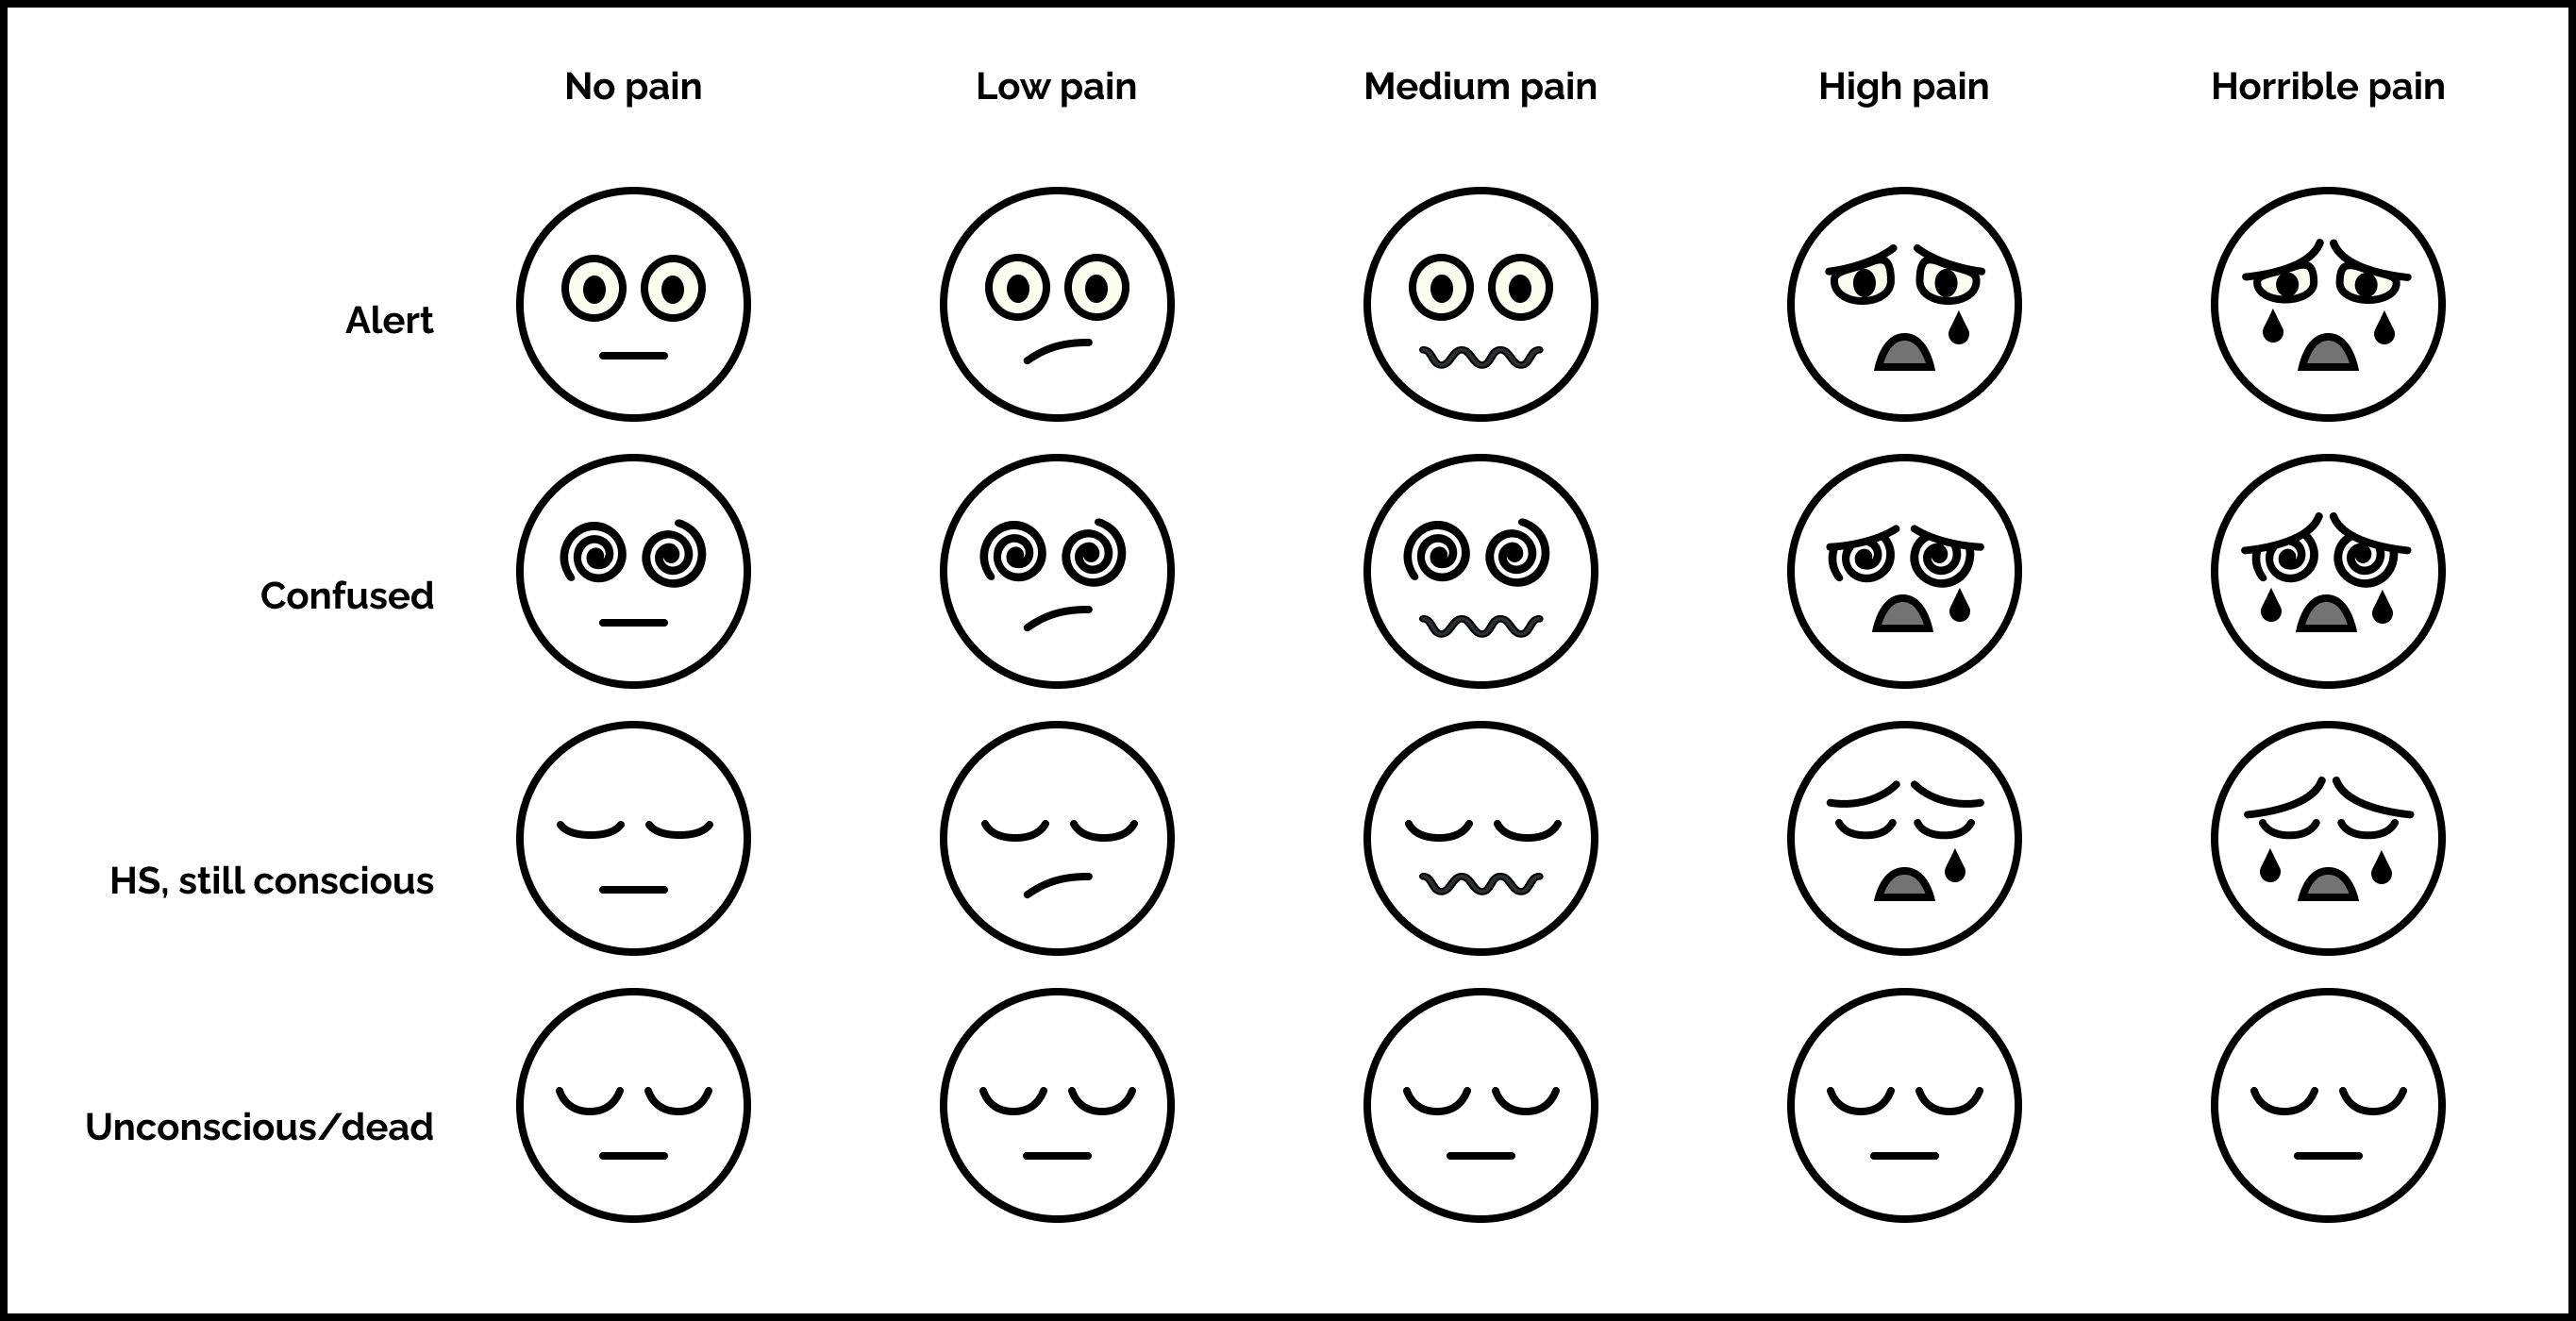 No pain
Low pain
Medium pain
High pain
Horrible pain
Alert
Confused
HS, still conscious
Unconscious/dead